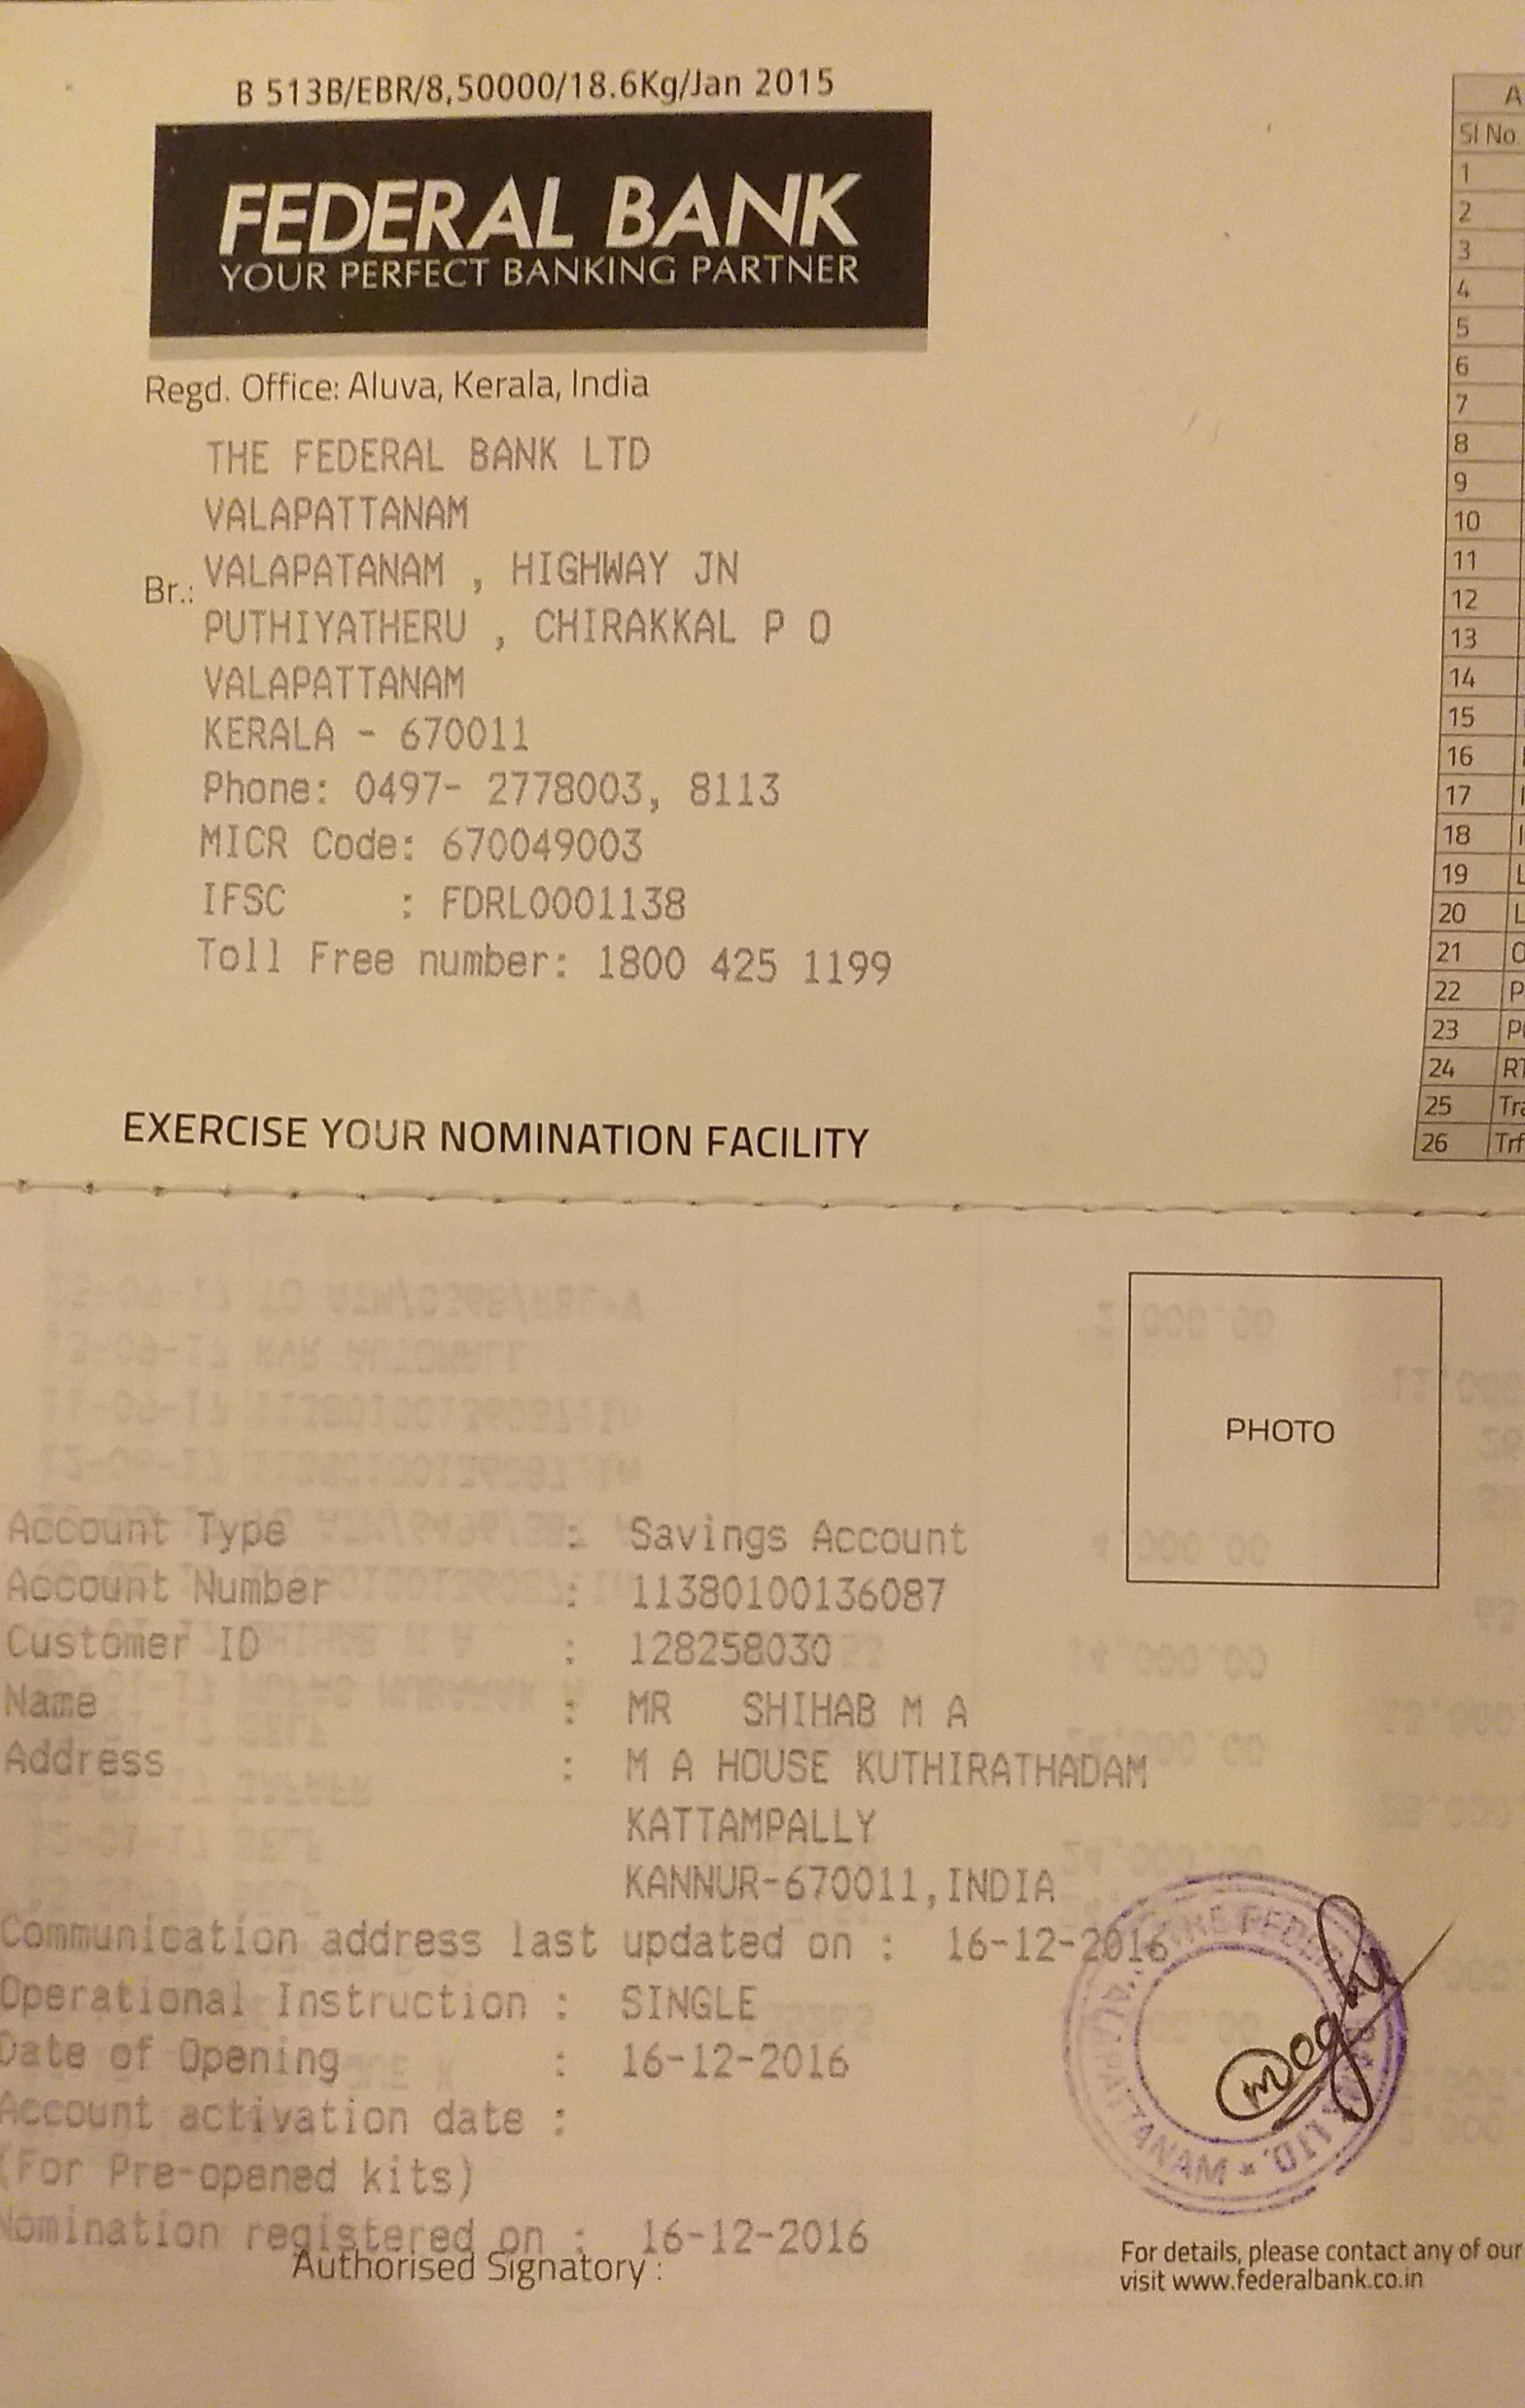 B 513B/EBR/8,50000/18.6Kg/Jan 2015
FEDERAL BANK
YOUR PERFECT BANKING PARTNER
Regd. Office: Aluva, Kerala, India
THE FEDERAL BANK LTD
VALAPATTANAM
Br.: VALAPATANAM , HIGHWAY JN
PUTHIYATHERU , CHIRAKKAL P O
VALAPATTANAM
KERALA - 670011
Phone: 0497- 2778003, 8113
MICR Code: 670049003
IFSC : FDRL0001138
Toll Free number: 1800 425 1199
EXERCISE YOUR NOMINATION FACILITY
A
Sl No.
1
2
3
4
5
6
7
8
9
10
11
12
13
14
15
16
17
18
19 L
20 L
21 O
22 P
23
24 RT
25 Tra
26 Trf
PHOTO
Account Type : Savings Account
Account Number : 11380100136087
Customer ID : 128258030
Name : MR SHIHAB M A
Address : M A HOUSE KUTHIRATHADAM
KATTAMPALLY
KANNUR-670011,INDIA
Communication address last updated on : 16-12-2016
Operational Instruction : SINGLE
Date of Opening : 16-12-2016
Account activation date :
(For Pre-opened kits)
Nomination registered on : 16-12-2016
Authorised Signatory :
For details, please contact any of our
visit www.federalbank.co.in